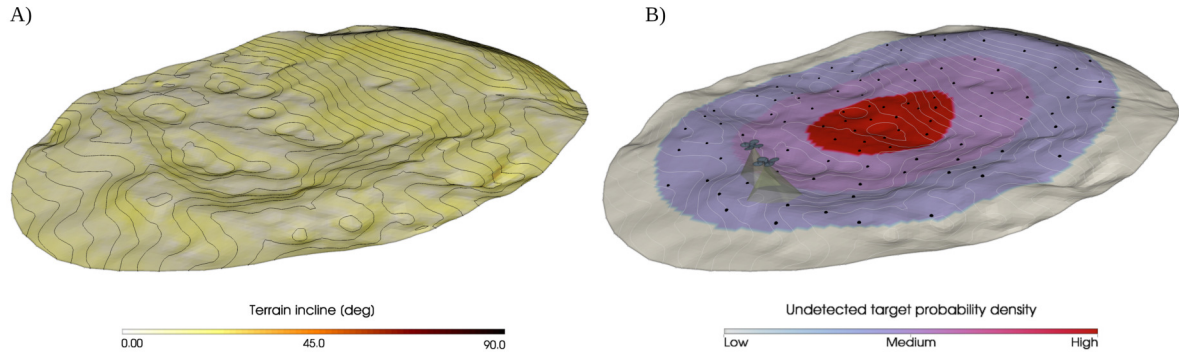 A)
B)
Terrain incline [deg]
0.00 45.0 90.0
Undetected target probability density
Low Medium High